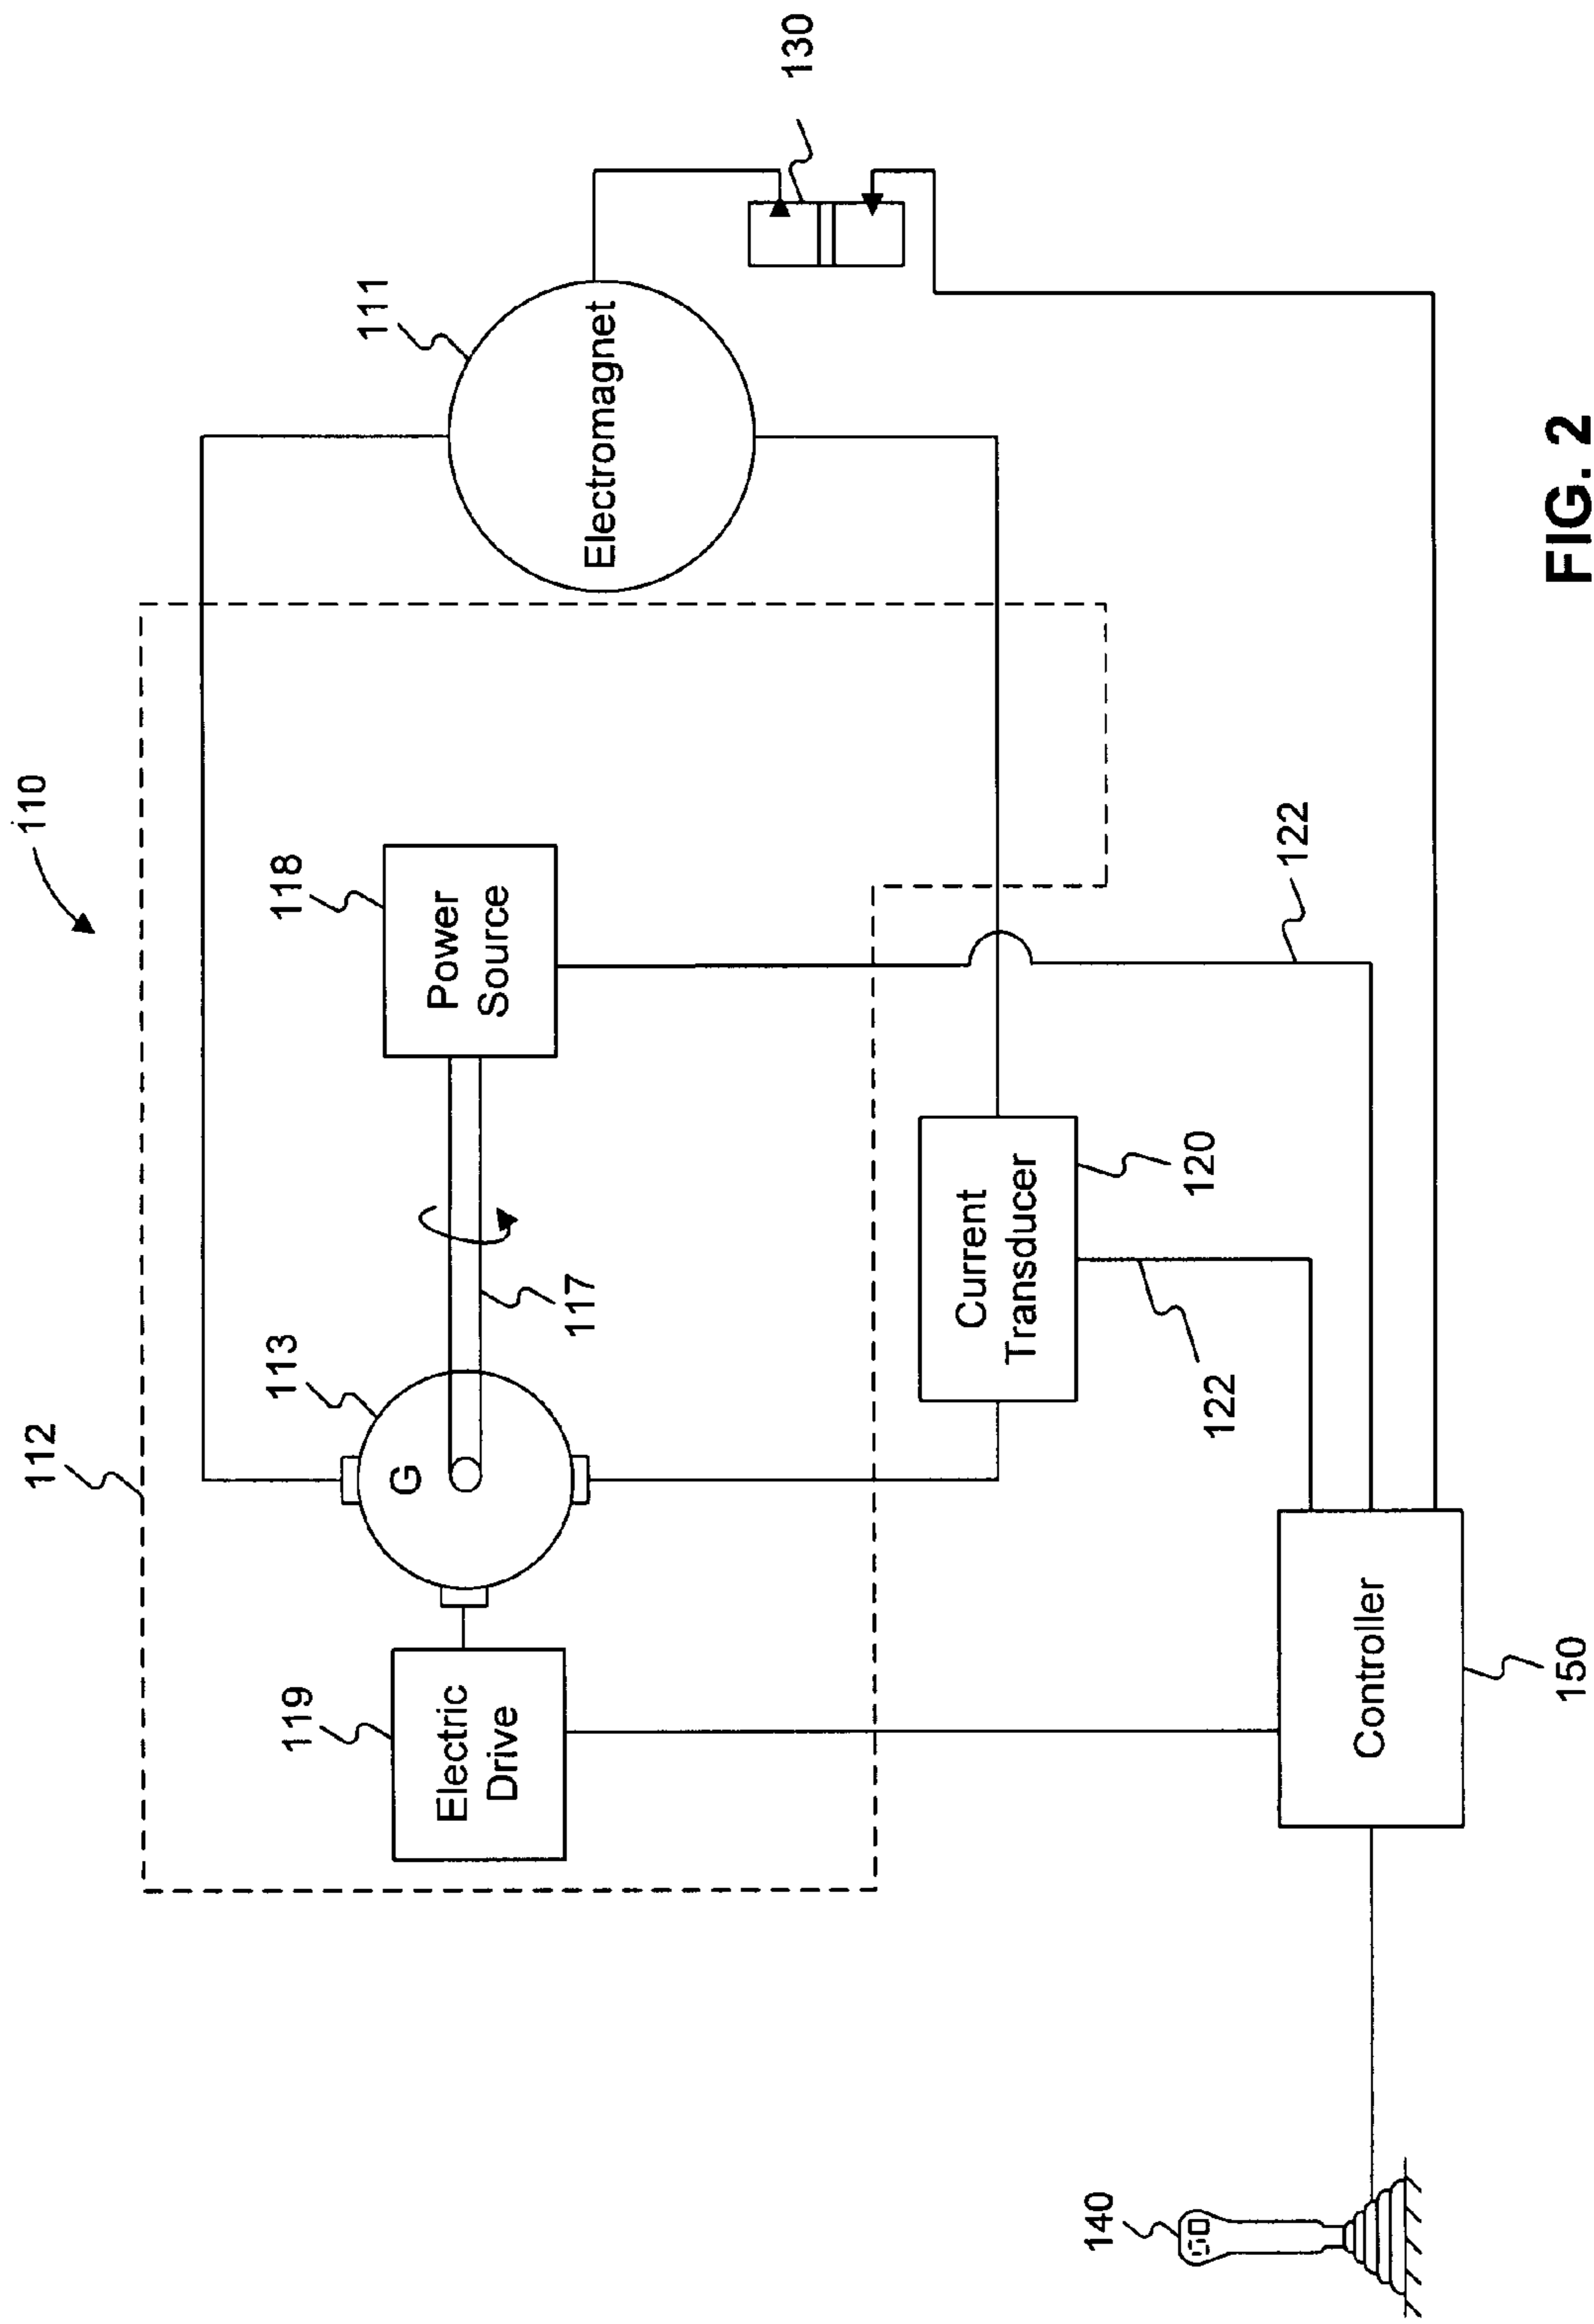 110
112
113
118
111
Power
Source
G
119
Electric
Drive
117
Electromagnet
130
Current
Transducer
120
122
122
140
Controller
150
FIG. 2